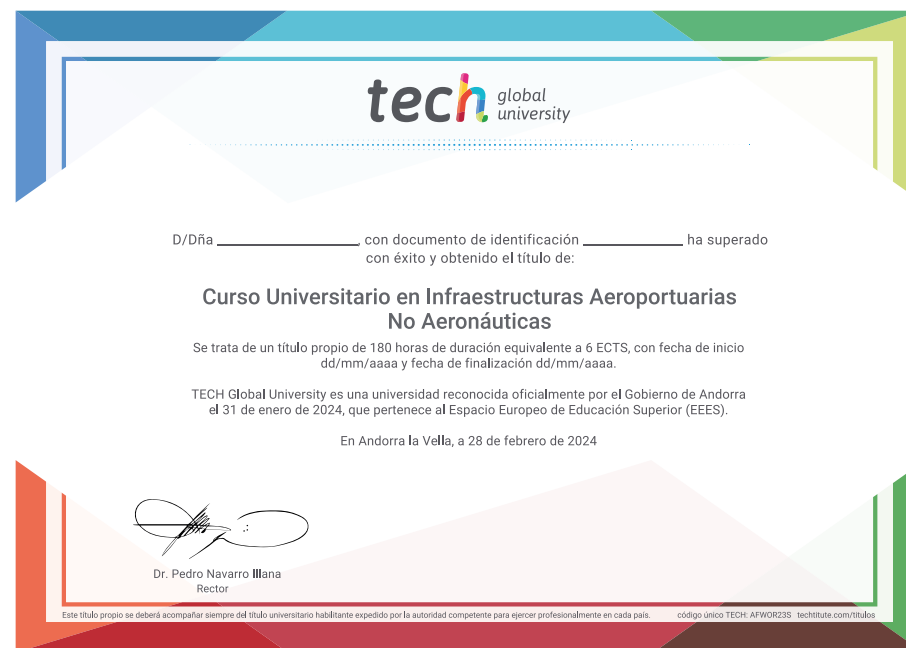 tech global university
D/Dña ____________________, con documento de identificación ______________ ha superado
con éxito y obtenido el título de:
Curso Universitario en Infraestructuras Aeroportuarias
No Aeronáuticas
Se trata de un título propio de 180 horas de duración equivalente a 6 ECTS, con fecha de inicio
dd/mm/aaaa y fecha de finalización dd/mm/aaaa.
TECH Global University es una universidad reconocida oficialmente por el Gobierno de Andorra
el 31 de enero de 2024, que pertenece al Espacio Europeo de Educación Superior (EEES).
En Andorra la Vella, a 28 de febrero de 2024
Dr. Pedro Navarro Illana
Rector
Este título propio se deberá acompañar siempre del título universitario habilitante expedido por la autoridad competente para ejercer profesionalmente en cada país. código único TECH: AFWOR23S techtitute.com/títulos